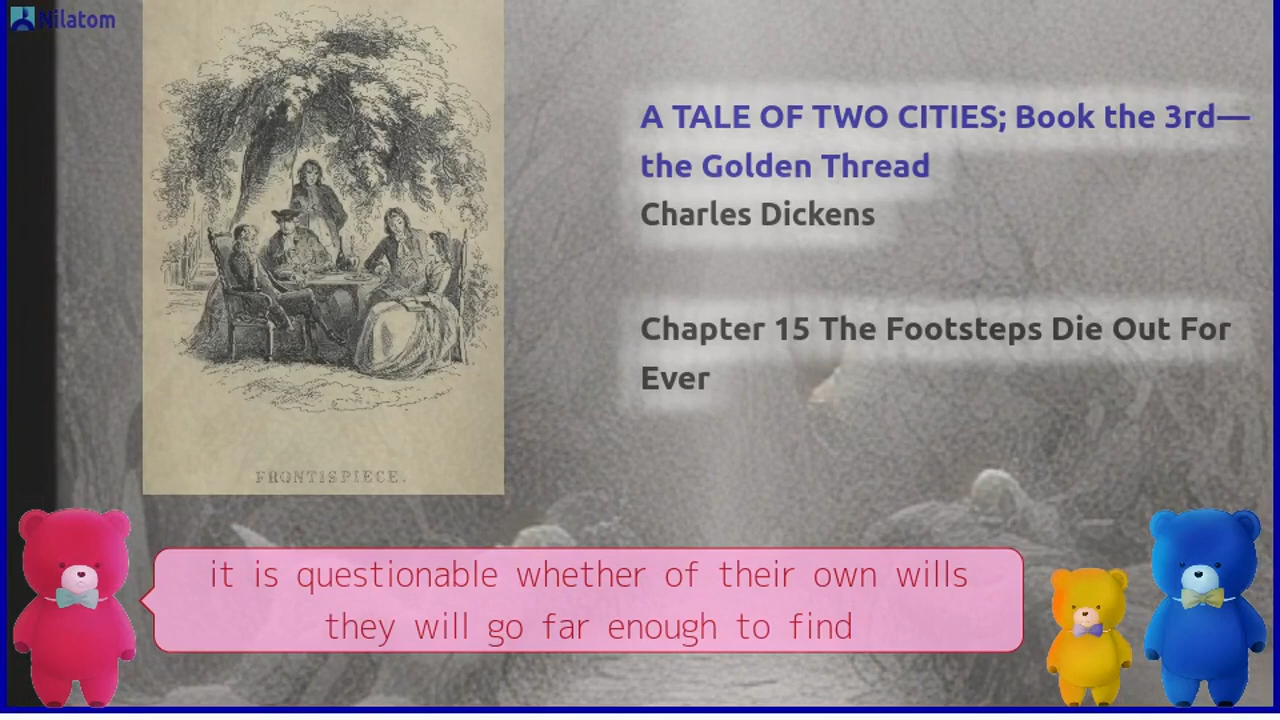 Nilatom
A TALE OF TWO CITIES; Book the 3rd—
the Golden Thread
Charles Dickens
Chapter 15 The Footsteps Die Out For
Ever
FRONTISPIECE.
it is questionable whether of their own wills
they will go far enough to find